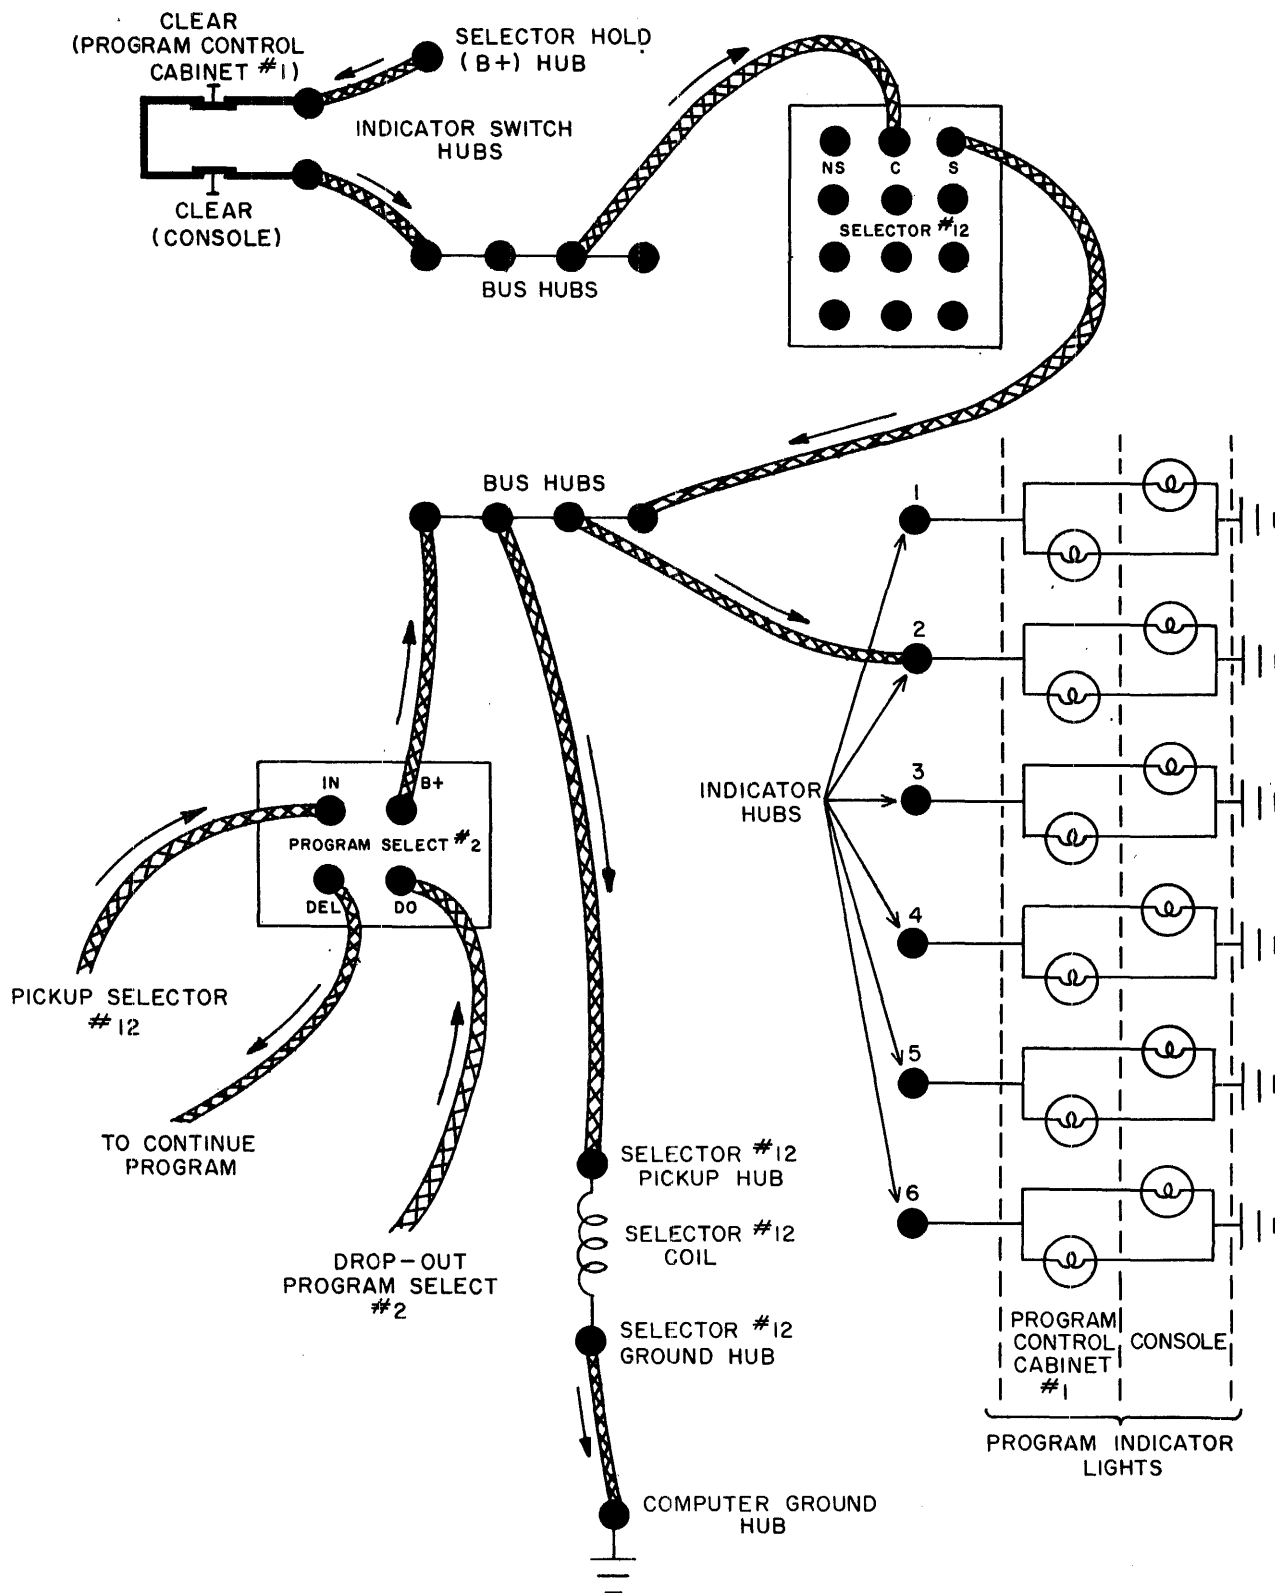 CLEAR
(PROGRAM CONTROL
CABINET #1)
SELECTOR HOLD
(B+) HUB
INDICATOR SWITCH
HUBS
CLEAR
(CONSOLE)
BUS HUBS
NS C S
SELECTOR #12
BUS HUBS
1
2
3
4
5
6
INDICATOR
HUBS
IN B+
PROGRAM SELECT #2
DEL DO
PICKUP SELECTOR
#12
TO CONTINUE
PROGRAM
DROP-OUT
PROGRAM SELECT
#2
SELECTOR #12
PICKUP HUB
SELECTOR #12
COIL
SELECTOR #12
GROUND HUB
COMPUTER GROUND
HUB
PROGRAM
CONTROL
CABINET
#1
CONSOLE
PROGRAM INDICATOR
LIGHTS